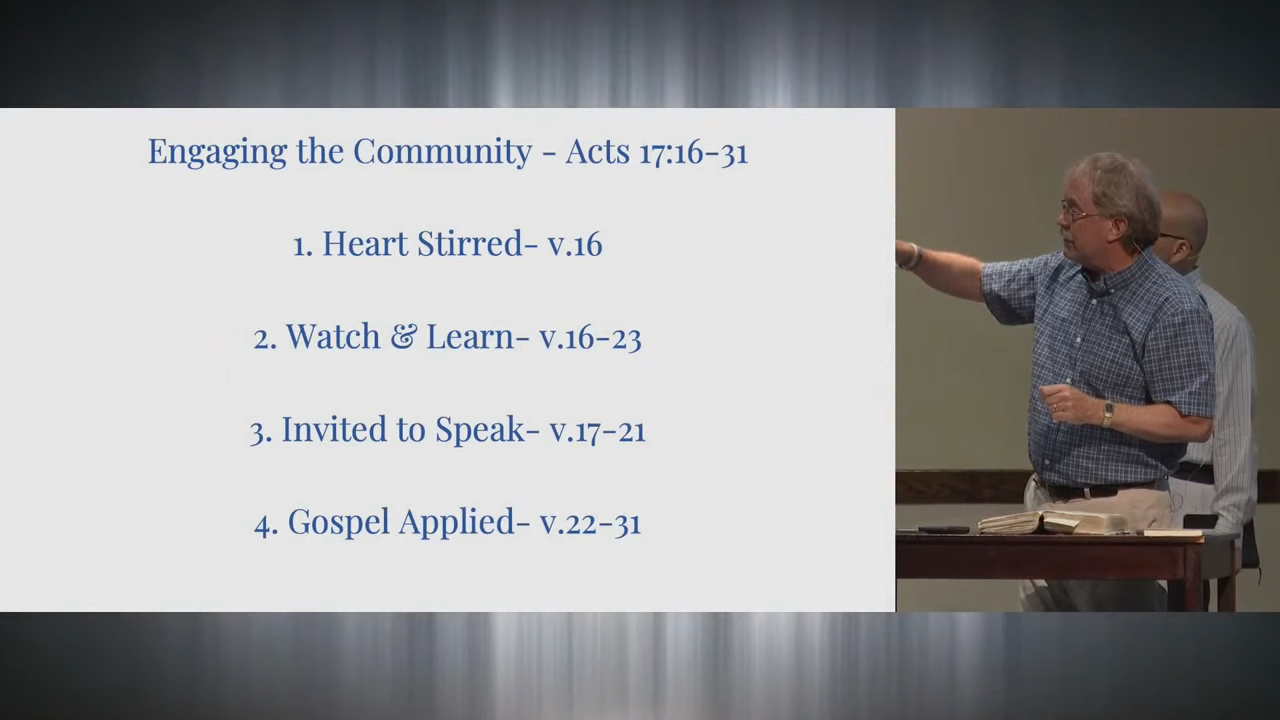 Engaging the Community - Acts 17:16-31
1. Heart Stirred- v.16
2. Watch & Learn- v.16-23
3. Invited to Speak- v.17-21
4. Gospel Applied- v.22-31